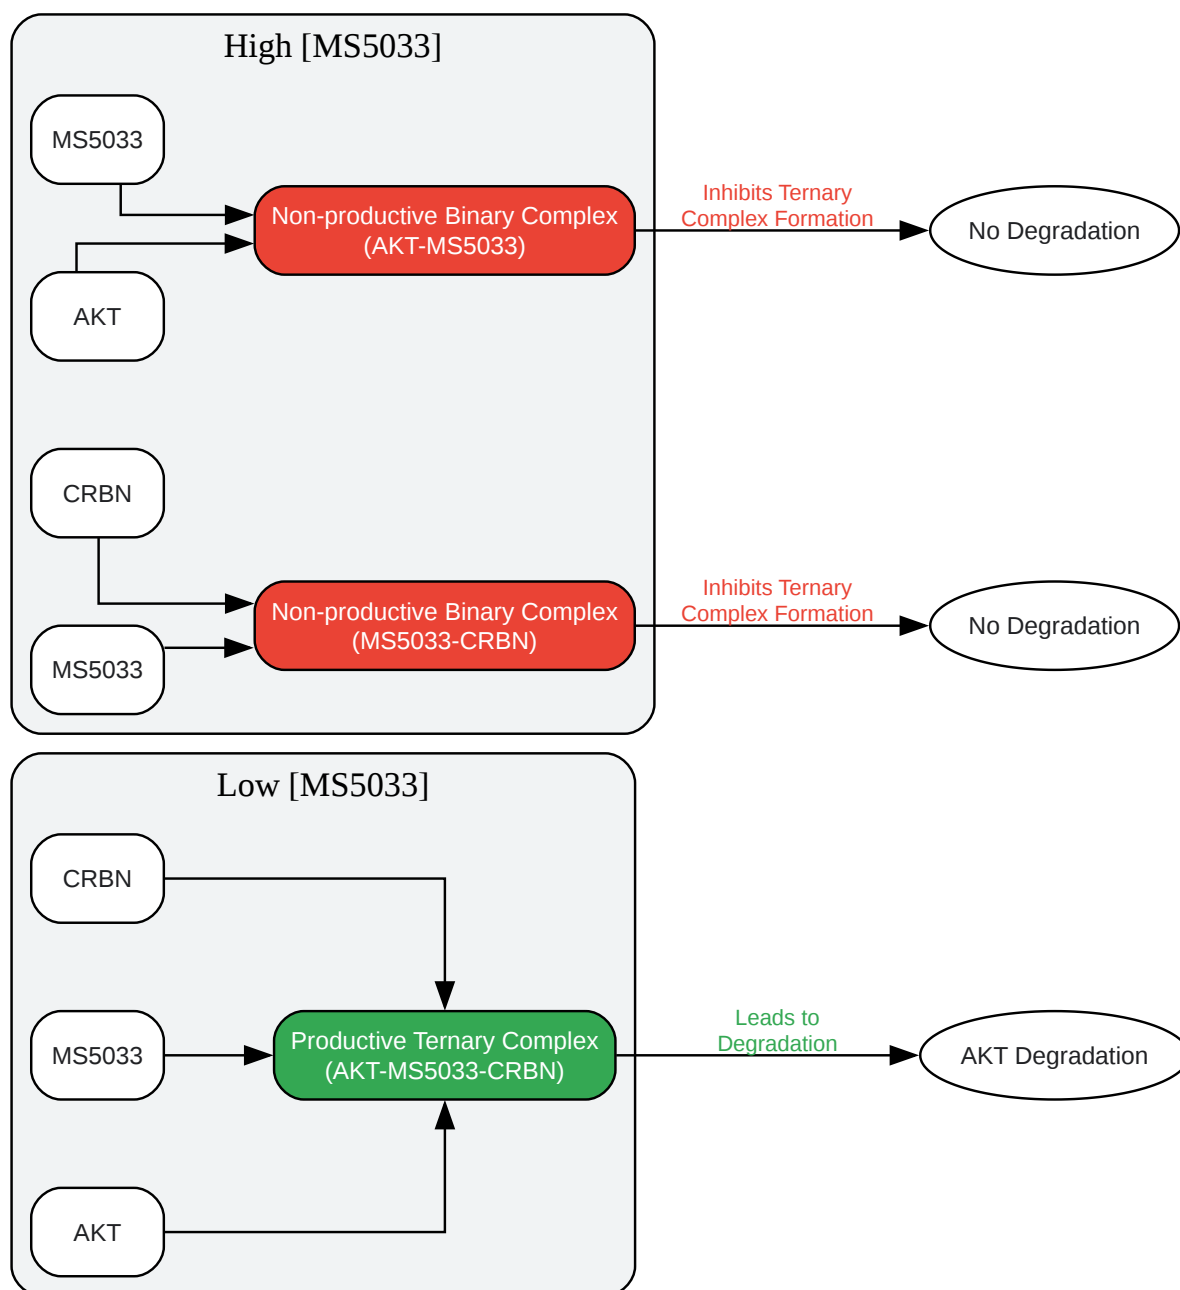 High [MS5033]
MS5033
Non-productive Binary Complex
(AKT-MS5033)
Inhibits Ternary
Complex Formation
No Degradation
AKT
CRBN
Non-productive Binary Complex
(MS5033-CRBN)
Inhibits Ternary
Complex Formation
No Degradation
MS5033
Low [MS5033]
CRBN
MS5033
Productive Ternary Complex
(AKT-MS5033-CRBN)
Leads to
Degradation
AKT Degradation
AKT